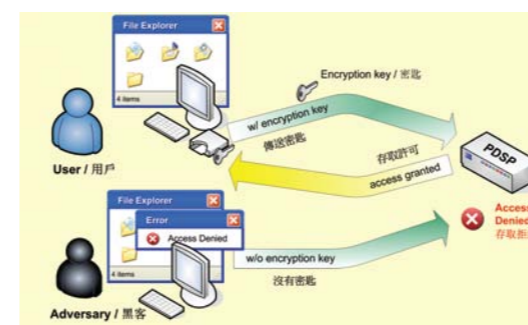 File Explorer
4 items
User / 用戶
Encryption key / 密匙
w/ encryption key
傳送密匙
存取許可
access granted
PDSP
File Explorer
Error
Access Denied
4 items
Adversary / 黑客
w/o encryption key
沒有密匙
Access
Denied
存取拒